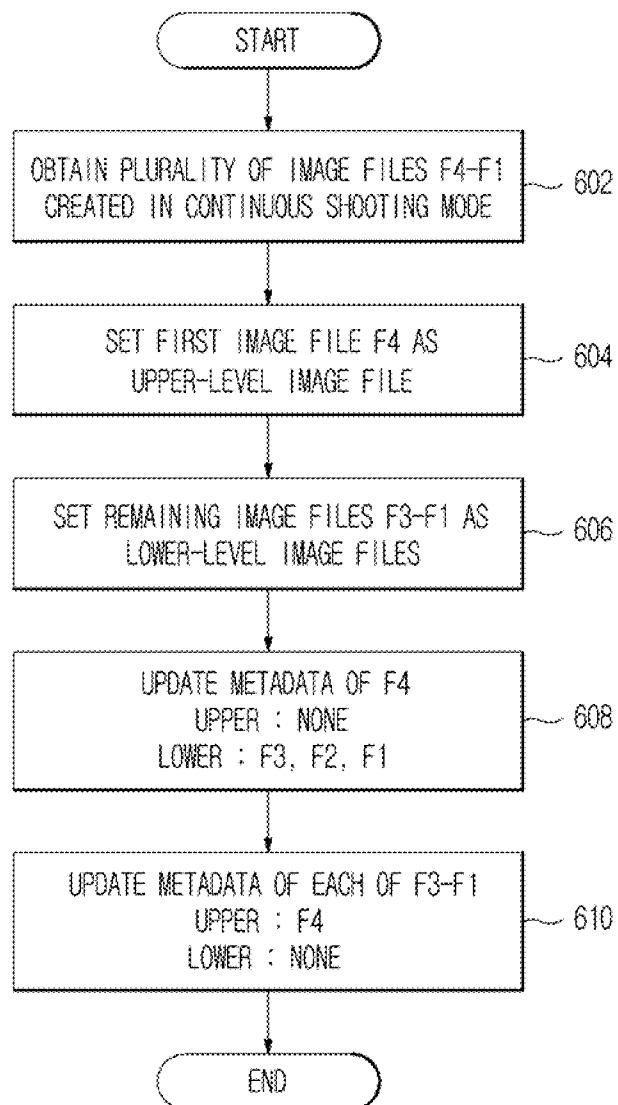 START
OBTAIN PLURALITY OF IMAGE FILES F4-F1
CREATED IN CONTINUOUS SHOOTING MODE
602
SET FIRST IMAGE FILE F4 AS
UPPER-LEVEL IMAGE FILE
604
SET REMAINING IMAGE FILES F3-F1 AS
LOWER-LEVEL IMAGE FILES
606
UPDATE METADATA OF F4
UPPER : NONE
LOWER : F3, F2, F1
608
UPDATE METADATA OF EACH OF F3-F1
UPPER : F4
LOWER : NONE
610
END